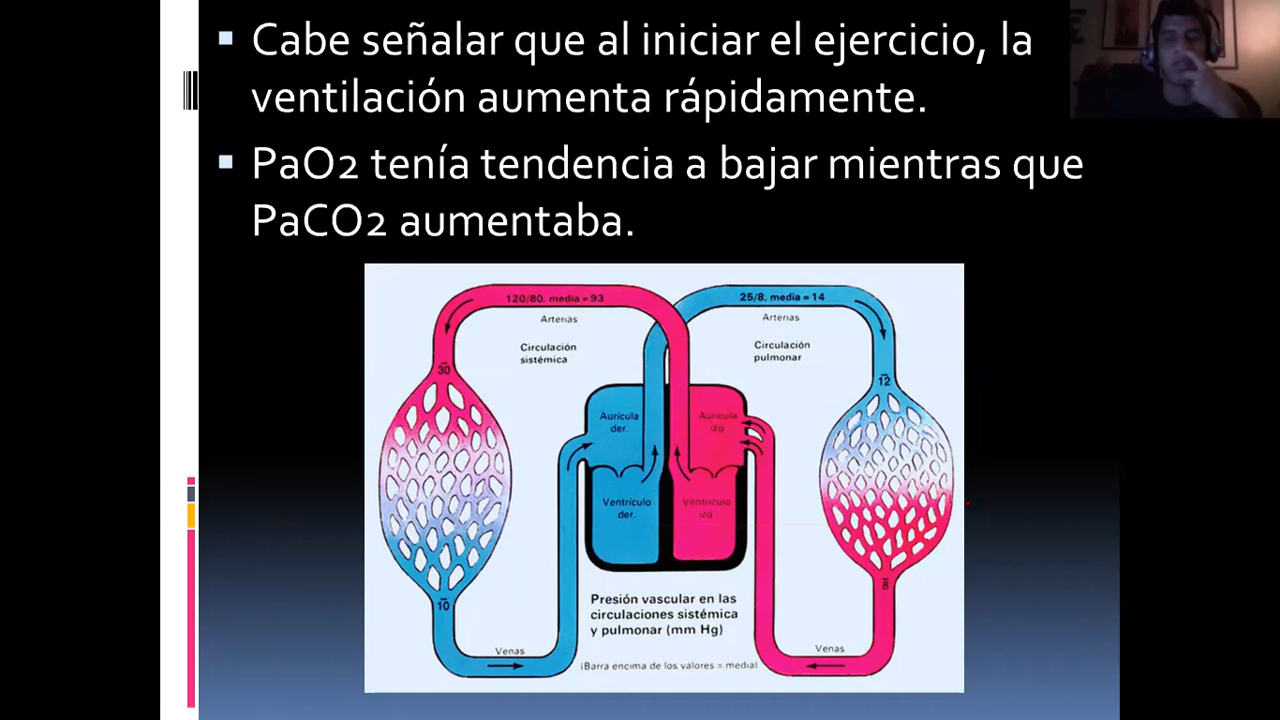 Cabe señalar que al iniciar el ejercicio, la
ventilación aumenta rápidamente.
PaO2 tenía tendencia a bajar mientras que
PaCO2 aumentaba.
120/80, media = 93
25/8, media = 14
Arterias
Arterias
Circulación
sistémica
Circulación
pulmonar
30
12
Aurícula
der.
Aurícula
izq
Ventrículo
der.
Ventrículo
izq
10
8
Presión vascular en las
circulaciones sistémica
y pulmonar (mm Hg)
Venas
Venas
¡Barra encima de los valores = medial